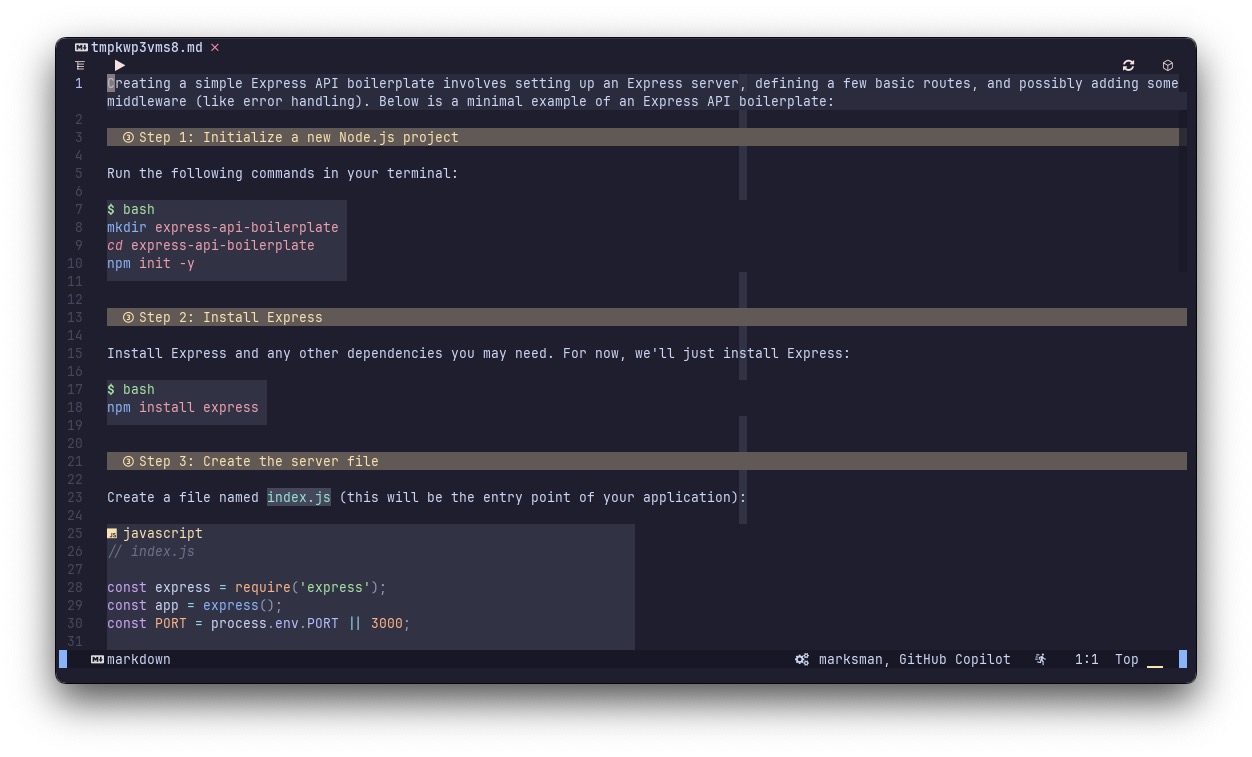 tmpkwp3vms8.md ×
1 Creating a simple Express API boilerplate involves setting up an Express server, defining a few basic routes, and possibly adding some
middleware (like error handling). Below is a minimal example of an Express API boilerplate:
2
3 ③ Step 1: Initialize a new Node.js project
4
5 Run the following commands in your terminal:
6
7 $ bash
8 mkdir express-api-boilerplate
9 cd express-api-boilerplate
10 npm init -y
11
12
13 ③ Step 2: Install Express
14
15 Install Express and any other dependencies you may need. For now, we'll just install Express:
16
17 $ bash
18 npm install express
19
20
21 ③ Step 3: Create the server file
22
23 Create a file named index.js (this will be the entry point of your application):
24
25 javascript
26 // index.js
27
28 const express = require('express');
29 const app = express();
30 const PORT = process.env.PORT || 3000;
31
markdown marksman, GitHub Copilot 1:1 Top